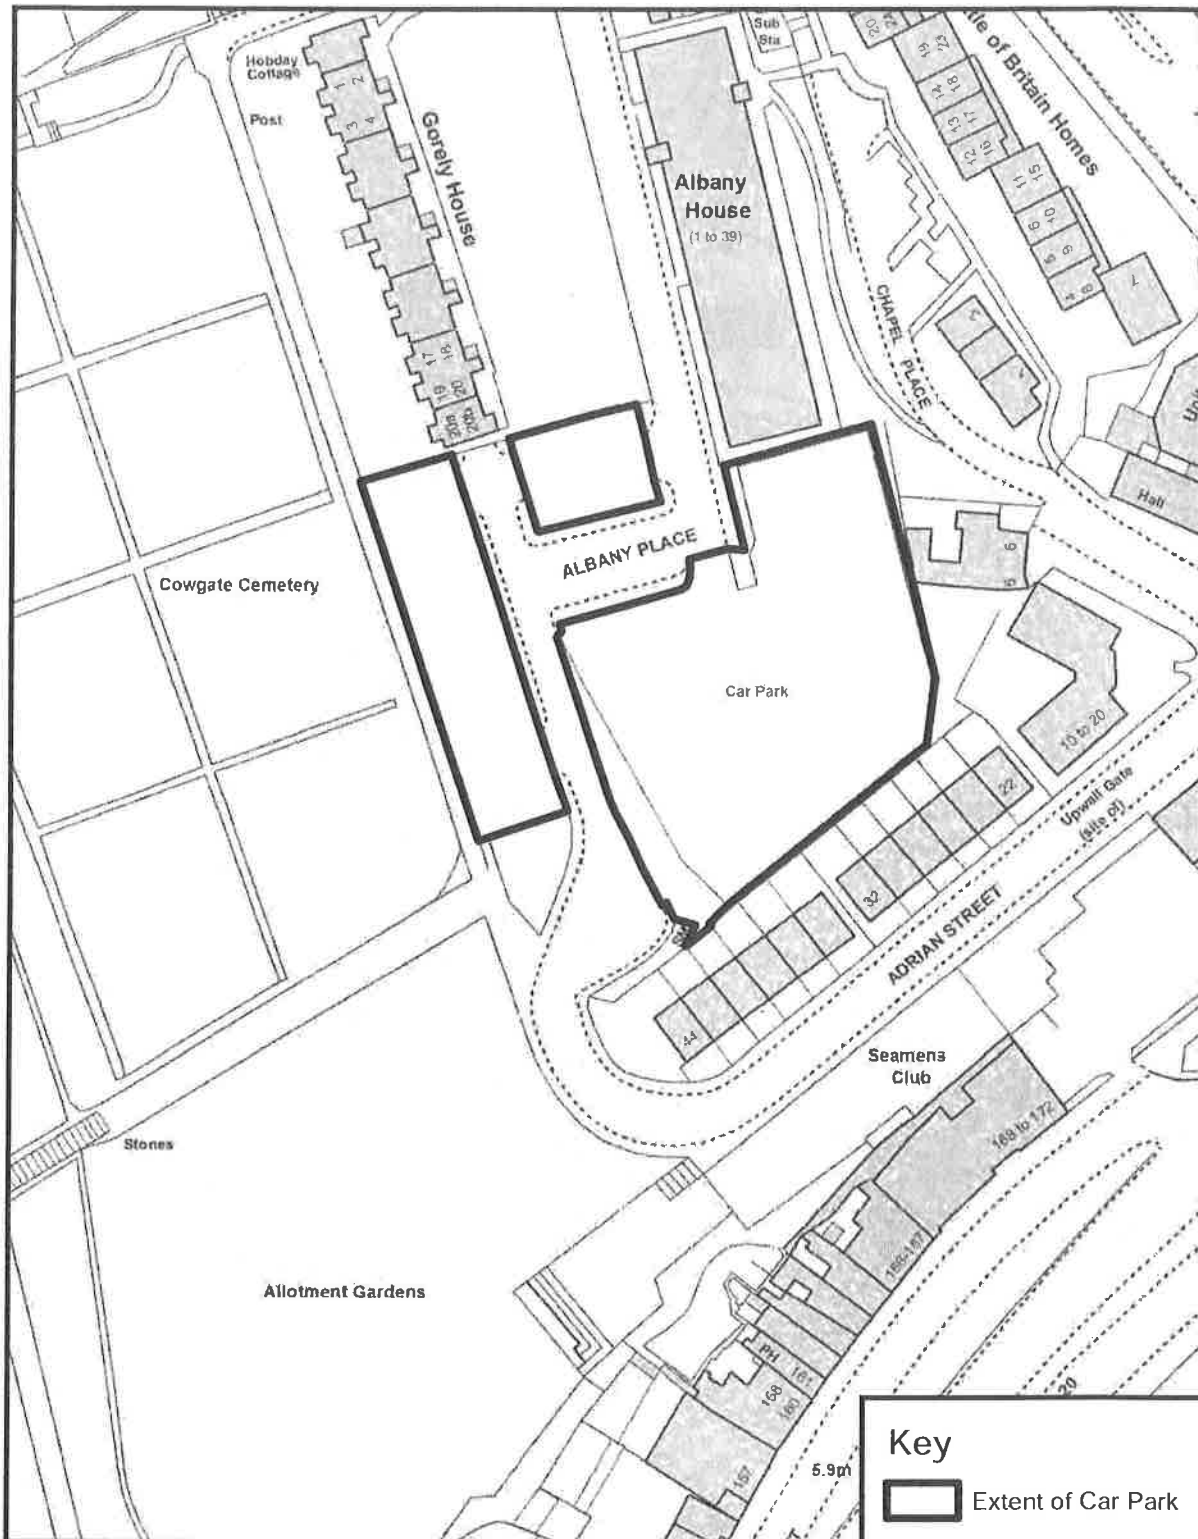 Sub
Sta
Hobday
Cottage
Post
1
2
3
4
Gorely House
17
18
19
20
20a
20b
Albany
House
(1 to 39)
20
24
19
23
14
18
13
17
12
16
11
15
10
9
8
7
of Britain Homes
CHAPEL PLACE
Hall
6
ALBANY PLACE
Cowgate Cemetery
Car Park
10 to 20
22
32
44
Upwall Gate
(site of)
ADRIAN STREET
Seamens
Club
168 to 172
Stones
Allotment Gardens
PH
161
160
157
20
5.9m
Key
Extent of Car Park